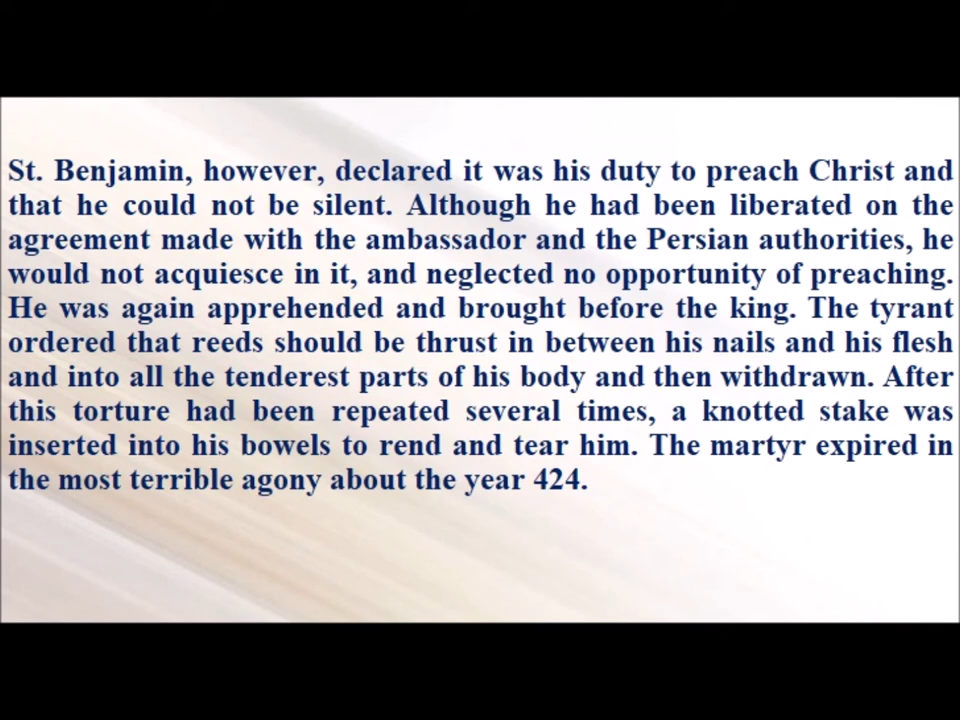 St. Benjamin, however, declared it was his duty to preach Christ and
that he could not be silent. Although he had been liberated on the
agreement made with the ambassador and the Persian authorities, he
would not acquiesce in it, and neglected no opportunity of preaching.
He was again apprehended and brought before the king. The tyrant
ordered that reeds should be thrust in between his nails and his flesh
and into all the tenderest parts of his body and then withdrawn. After
this torture had been repeated several times, a knotted stake was
inserted into his bowels to rend and tear him. The martyr expired in
the most terrible agony about the year 424.